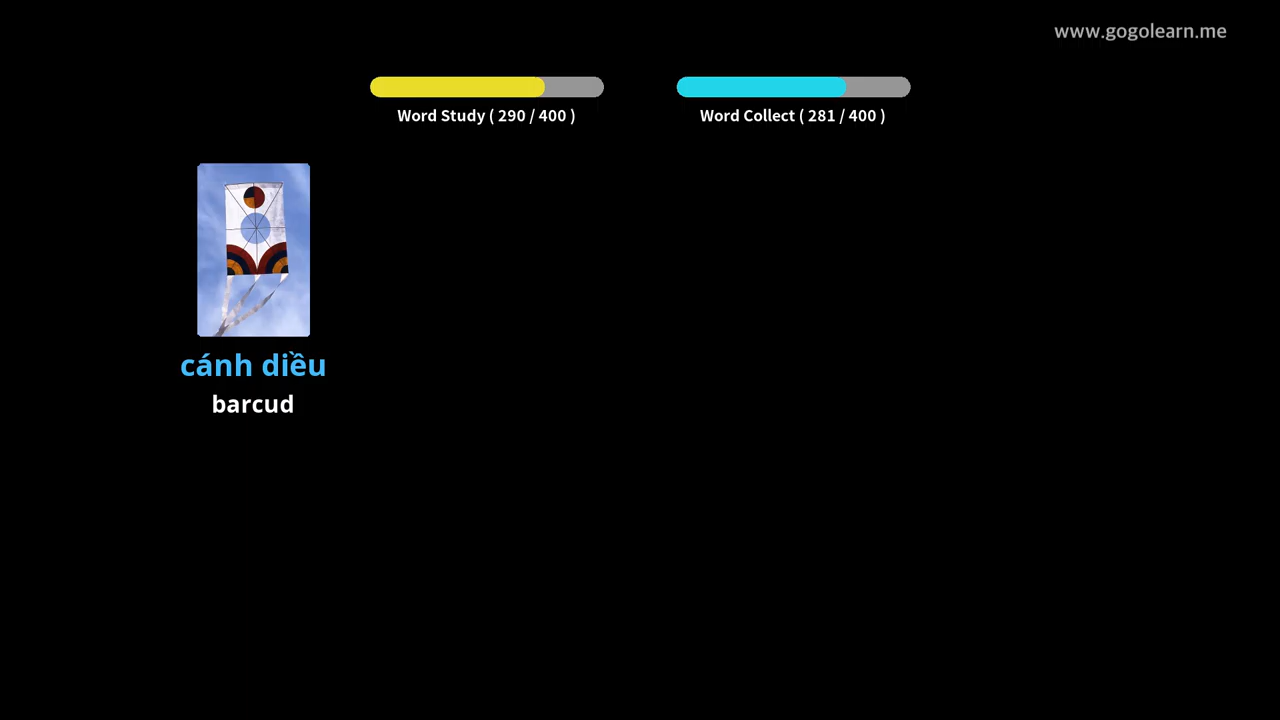 www.gogolearn.me
Word Study ( 290 / 400 )
Word Collect ( 281 / 400 )
cánh diều
barcud